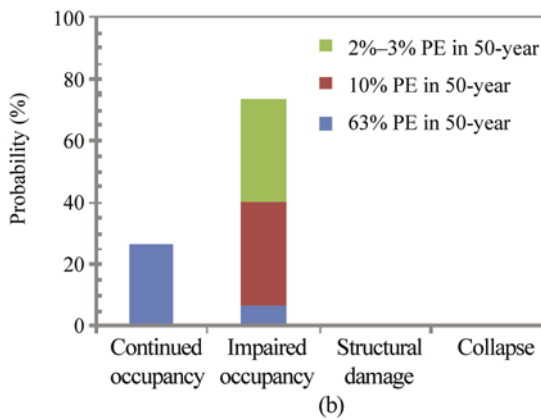 100
80
60
40
20
0
Probability (%)
2%–3% PE in 50-year
10% PE in 50-year
63% PE in 50-year
Continued occupancy
Impaired occupancy
Structural damage
Collapse
(b)